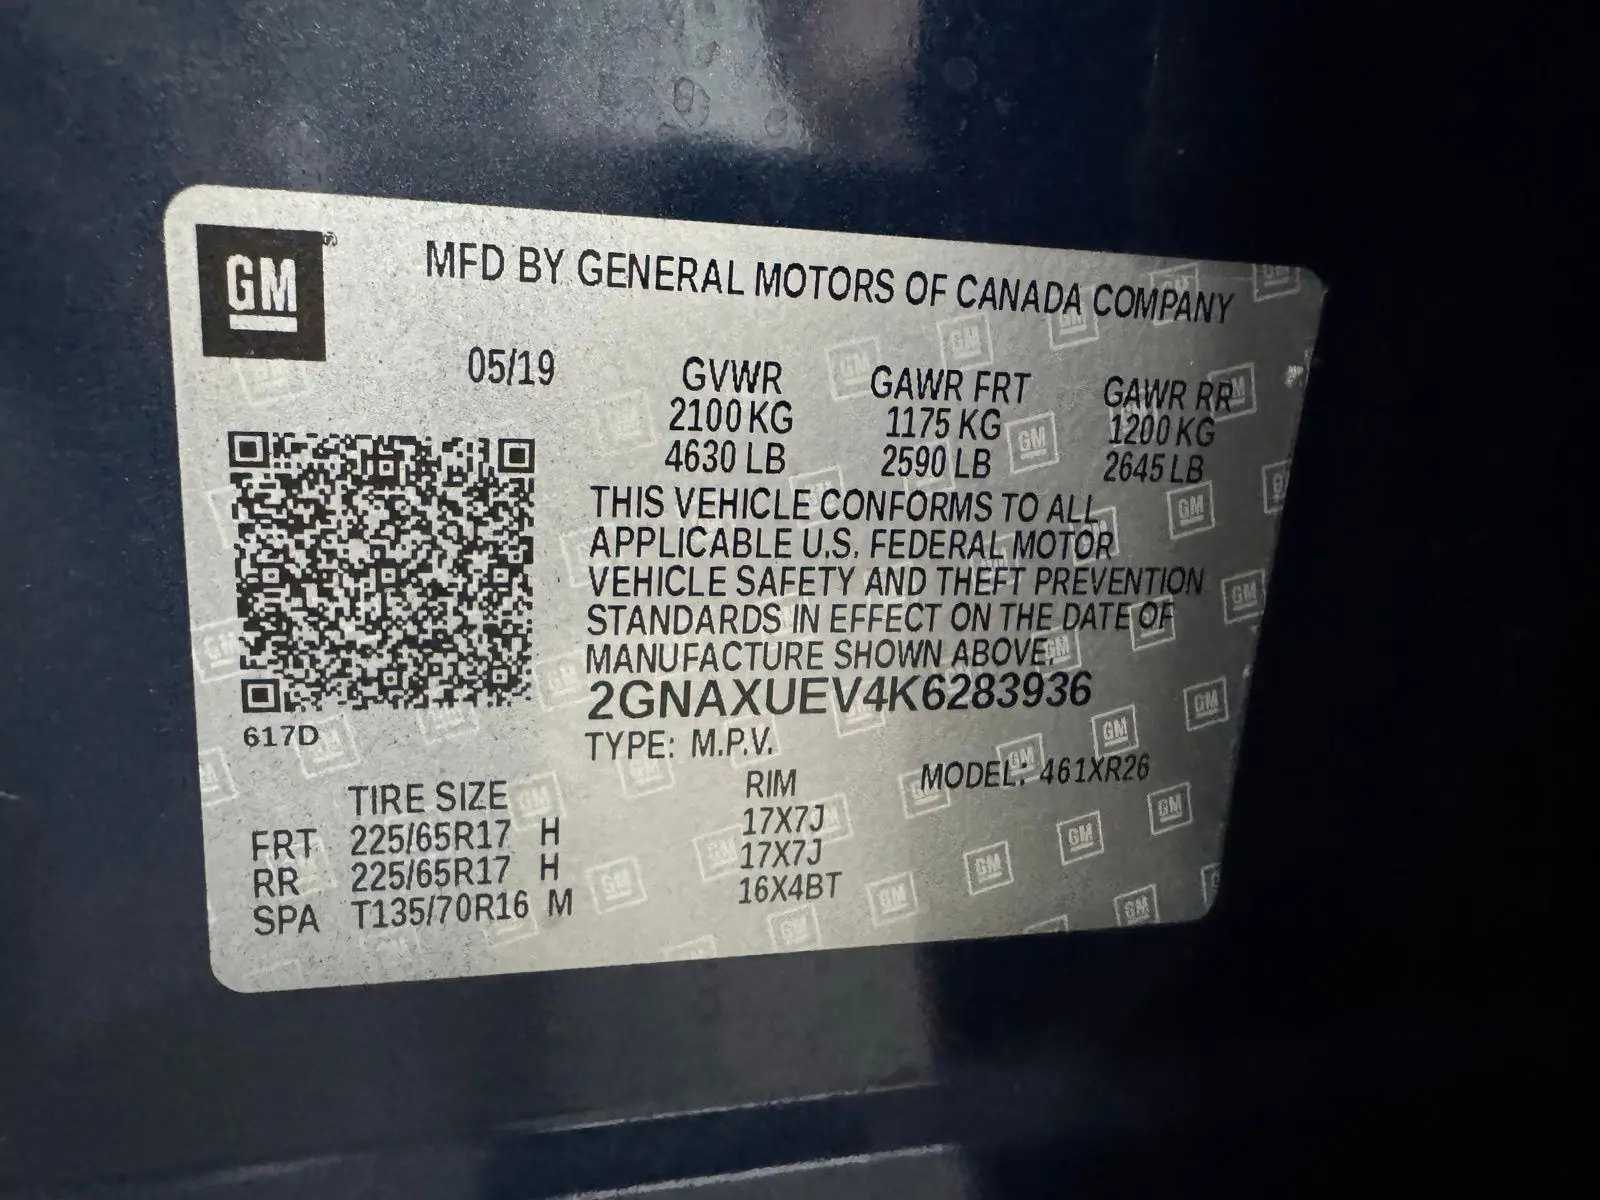 GM
MFD BY GENERAL MOTORS OF CANADA COMPANY
05/19 GVWR GAWR FRT GAWR RR
2100 KG 1175 KG 1200 KG
4630 LB 2590 LB 2645 LB
THIS VEHICLE CONFORMS TO ALL
APPLICABLE U.S. FEDERAL MOTOR
VEHICLE SAFETY AND THEFT PREVENTION
STANDARDS IN EFFECT ON THE DATE OF
MANUFACTURE SHOWN ABOVE.
2GNAXUEV4K6283936
617D
TYPE: M.P.V.
TIRE SIZE RIM MODEL: 461XR26
FRT 225/65R17 H 17X7J
RR 225/65R17 H 17X7J
SPA T135/70R16 M 16X4BT